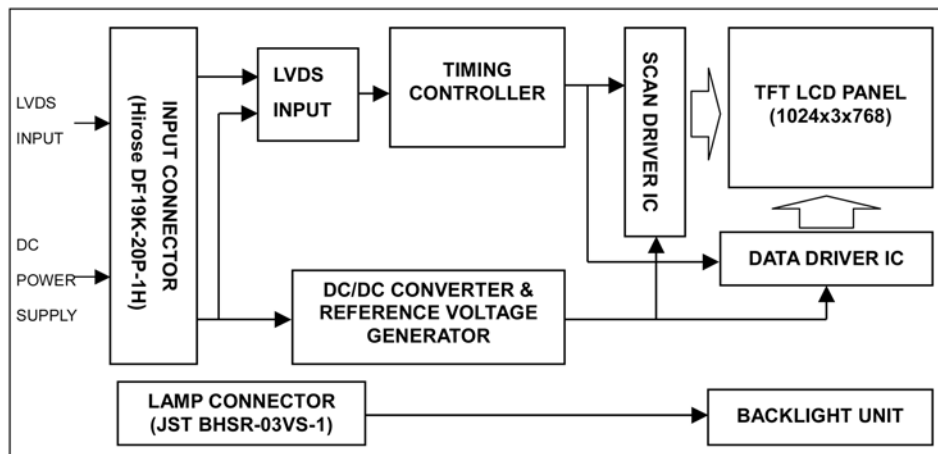 LVDS
INPUT
DC
POWER
SUPPLY
INPUT CONNECTOR
(Hirose DF19K-20P-1H)
LVDS
INPUT
TIMING
CONTROLLER
SCAN DRIVER IC
TFT LCD PANEL
(1024x3x768)
DATA DRIVER IC
DC/DC CONVERTER &
REFERENCE VOLTAGE
GENERATOR
LAMP CONNECTOR
(JST BHSR-03VS-1)
BACKLIGHT UNIT